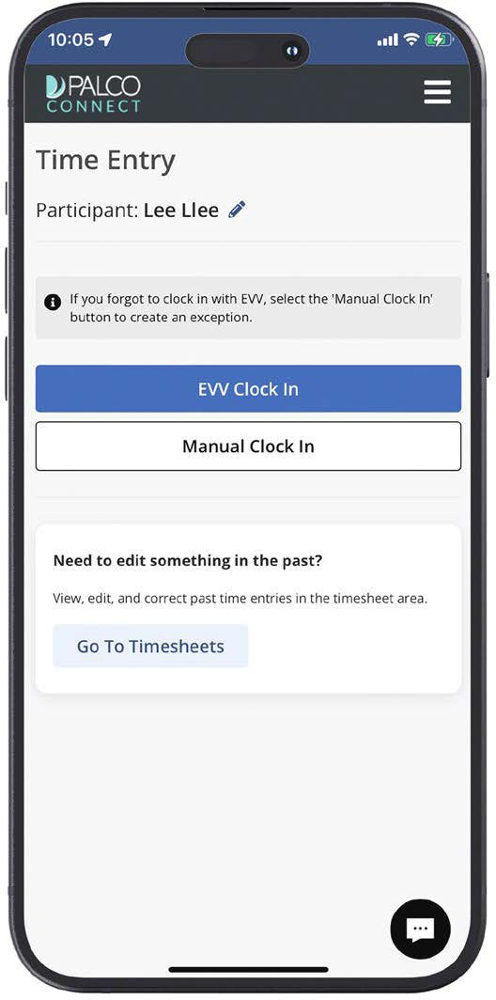 10:05
PALCO
CONNECT
Time Entry
Participant: Lee Llee
If you forgot to clock in with EVV, select the 'Manual Clock In'
button to create an exception.
EVV Clock In
Manual Clock In
Need to edit something in the past?
View, edit, and correct past time entries in the timesheet area.
Go To Timesheets